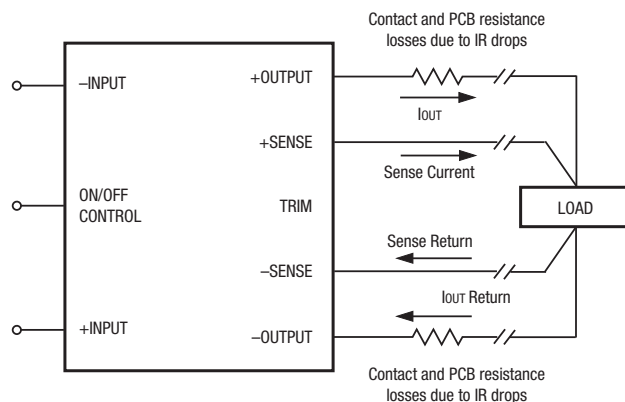 Contact and PCB resistance
losses due to IR drops
–INPUT
+OUTPUT
IOUT
+SENSE
Sense Current
ON/OFF
CONTROL
TRIM
LOAD
Sense Return
–SENSE
IOUT Return
+INPUT
–OUTPUT
Contact and PCB resistance
losses due to IR drops